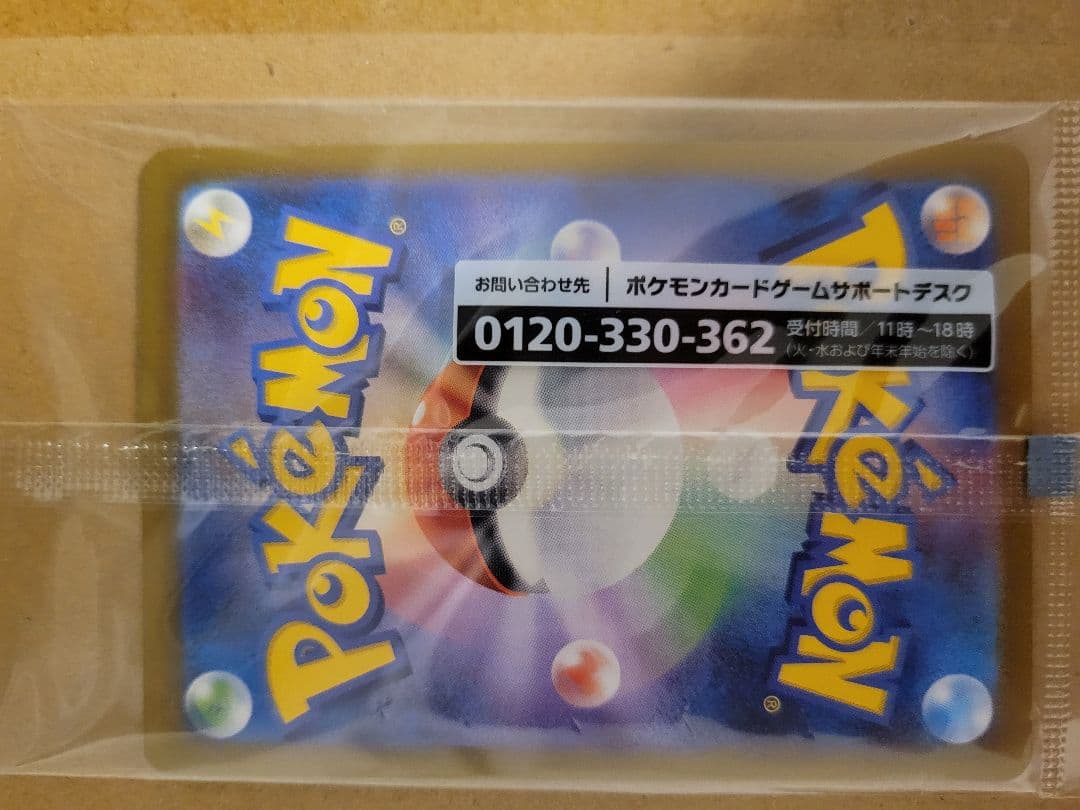 お問い合わせ先 ポケモンカードゲームサポートデスク
0120-330-362 受付時間/11時～18時
(火・水および年末年始を除く)
POKéMON®
POKéMON®